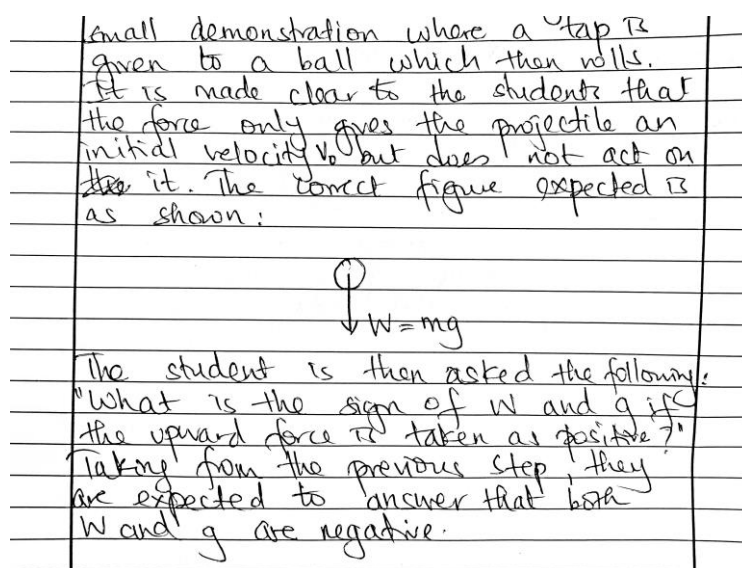 small demonstration where a "tap is
given to a ball which then rolls.
It is made clear to the students that
the force only gives the projectile an
initial velocity V₀ but does not act on
it. The correct figure expected is
as shown:
W=mg
The student is then asked the following:
"What is the sign of W and g if
the upward force is taken as positive?"
Taking from the previous step, they
are expected to answer that both
W and g are negative.